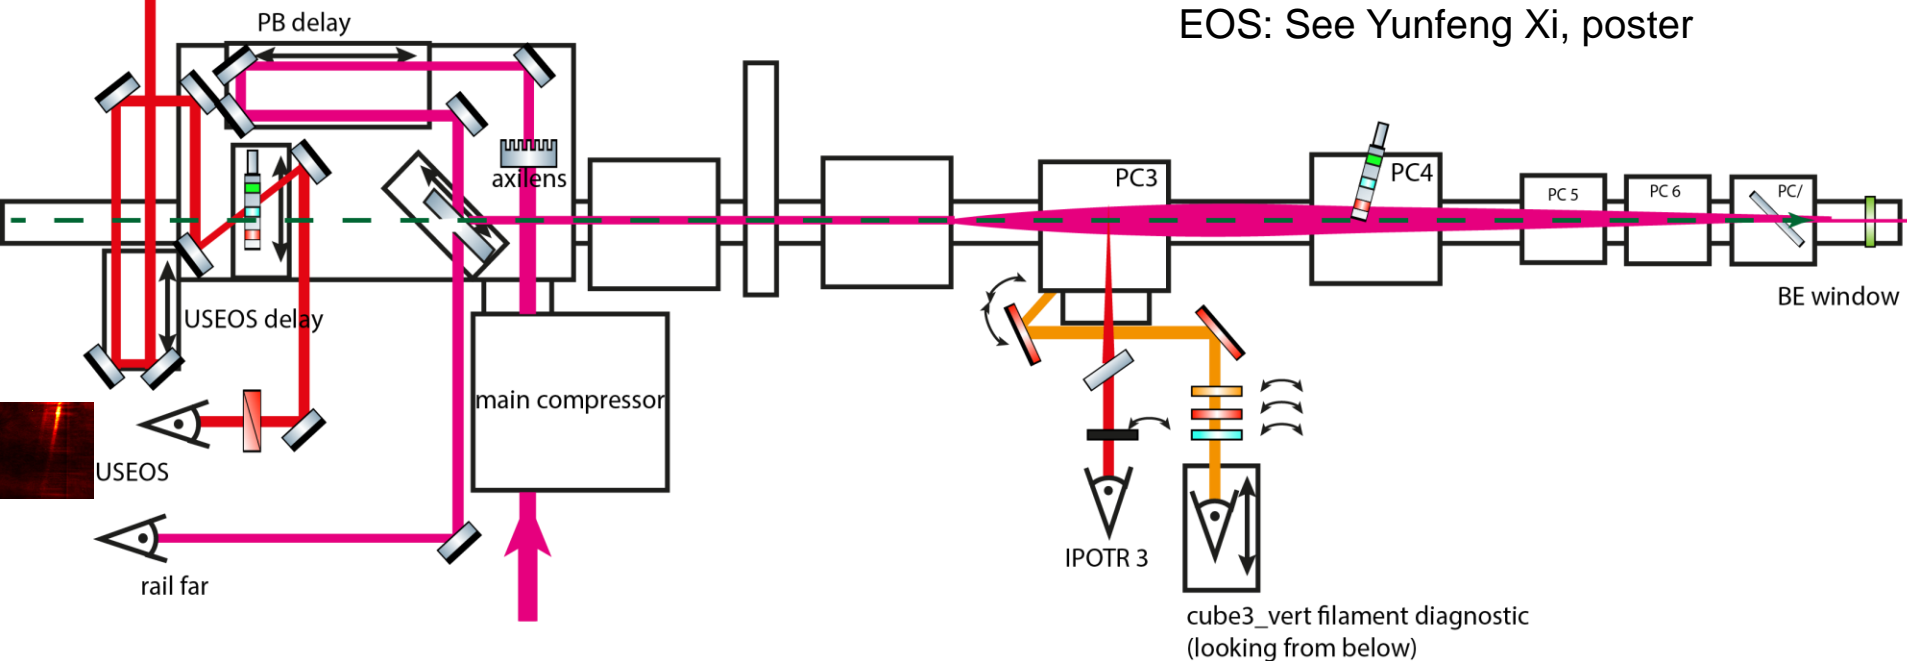 EOS: See Yunfeng Xi, poster
PB delay
axilens
PC3
PC4
PC 5
PC 6
PC/
BE window
USEOS delay
main compressor
USEOS
rail far
IPOTR 3
cube3_vert filament diagnostic
(looking from below)